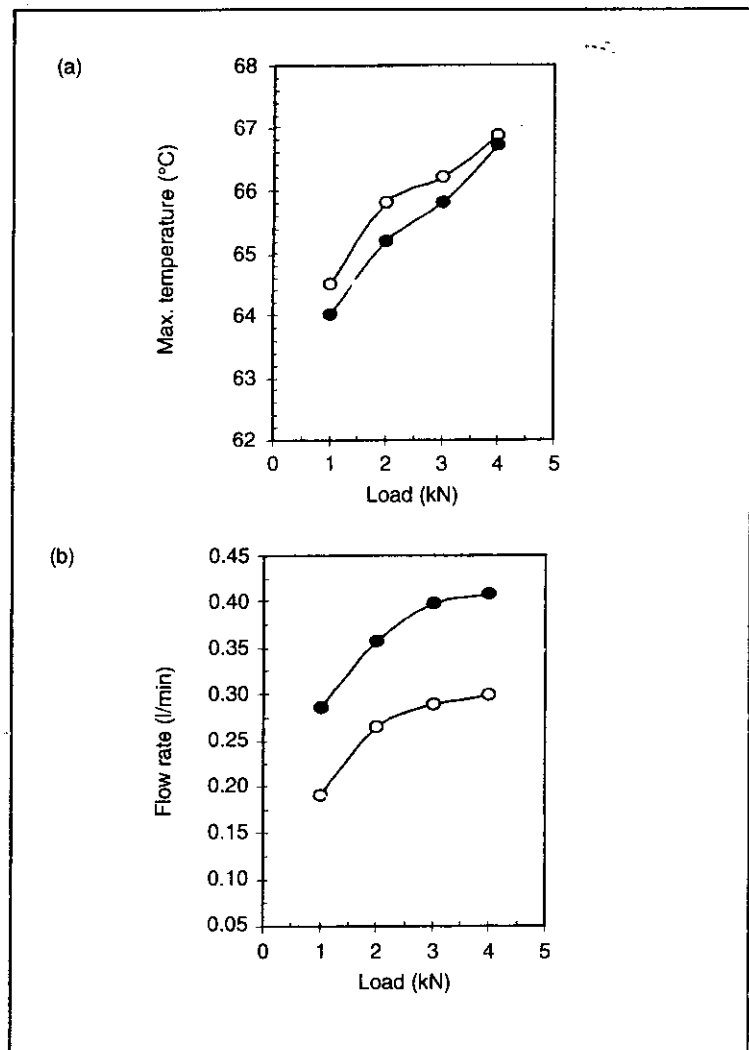 (a)
68
67
66
65
64
63
62
Max. temperature (°C)
0 1 2 3 4 5
Load (kN)
(b)
0.45
0.40
0.35
0.30
0.25
0.20
0.15
0.10
0.05
Flow rate (l/min)
0 1 2 3 4 5
Load (kN)